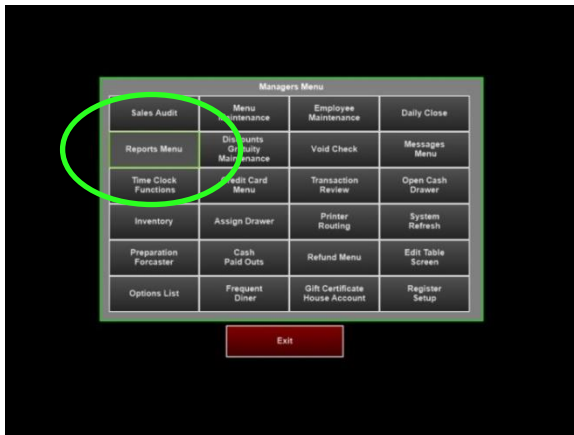 Managers Menu
Sales Audit
Menu
Maintenance
Employee
Maintenance
Daily Close
Reports Menu
Discounts
Gratuity
Maintenance
Void Check
Messages
Menu
Time Clock
Functions
Credit Card
Menu
Transaction
Review
Open Cash
Drawer
Inventory
Assign Drawer
Printer
Routing
System
Refresh
Preparation
Forcaster
Cash
Paid Outs
Refund Menu
Edit Table
Screen
Options List
Frequent
Diner
Gift Certificate
House Account
Register
Setup
Exit